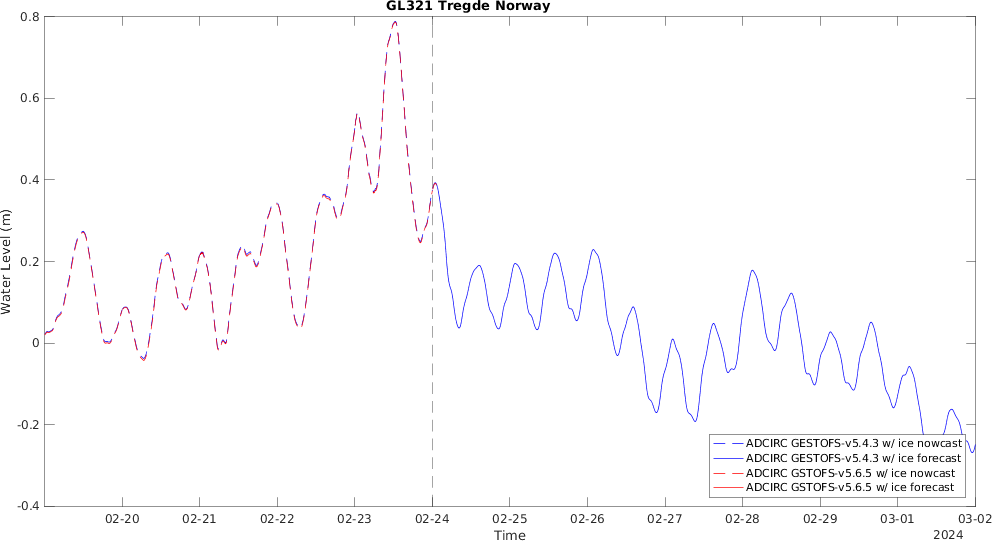 GL321 Tregde Norway
Water Level (m)
0.8
0.6
0.4
0.2
0
-0.2
-0.4
ADCIRC GESTOFS-v5.4.3 w/ ice nowcast
ADCIRC GESTOFS-v5.4.3 w/ ice forecast
ADCIRC GSTOFS-v5.6.5 w/ ice nowcast
ADCIRC GSTOFS-v5.6.5 w/ ice forecast
02-20 02-21 02-22 02-23 02-24 02-25 02-26 02-27 02-28 02-29 03-01 03-02
Time
2024